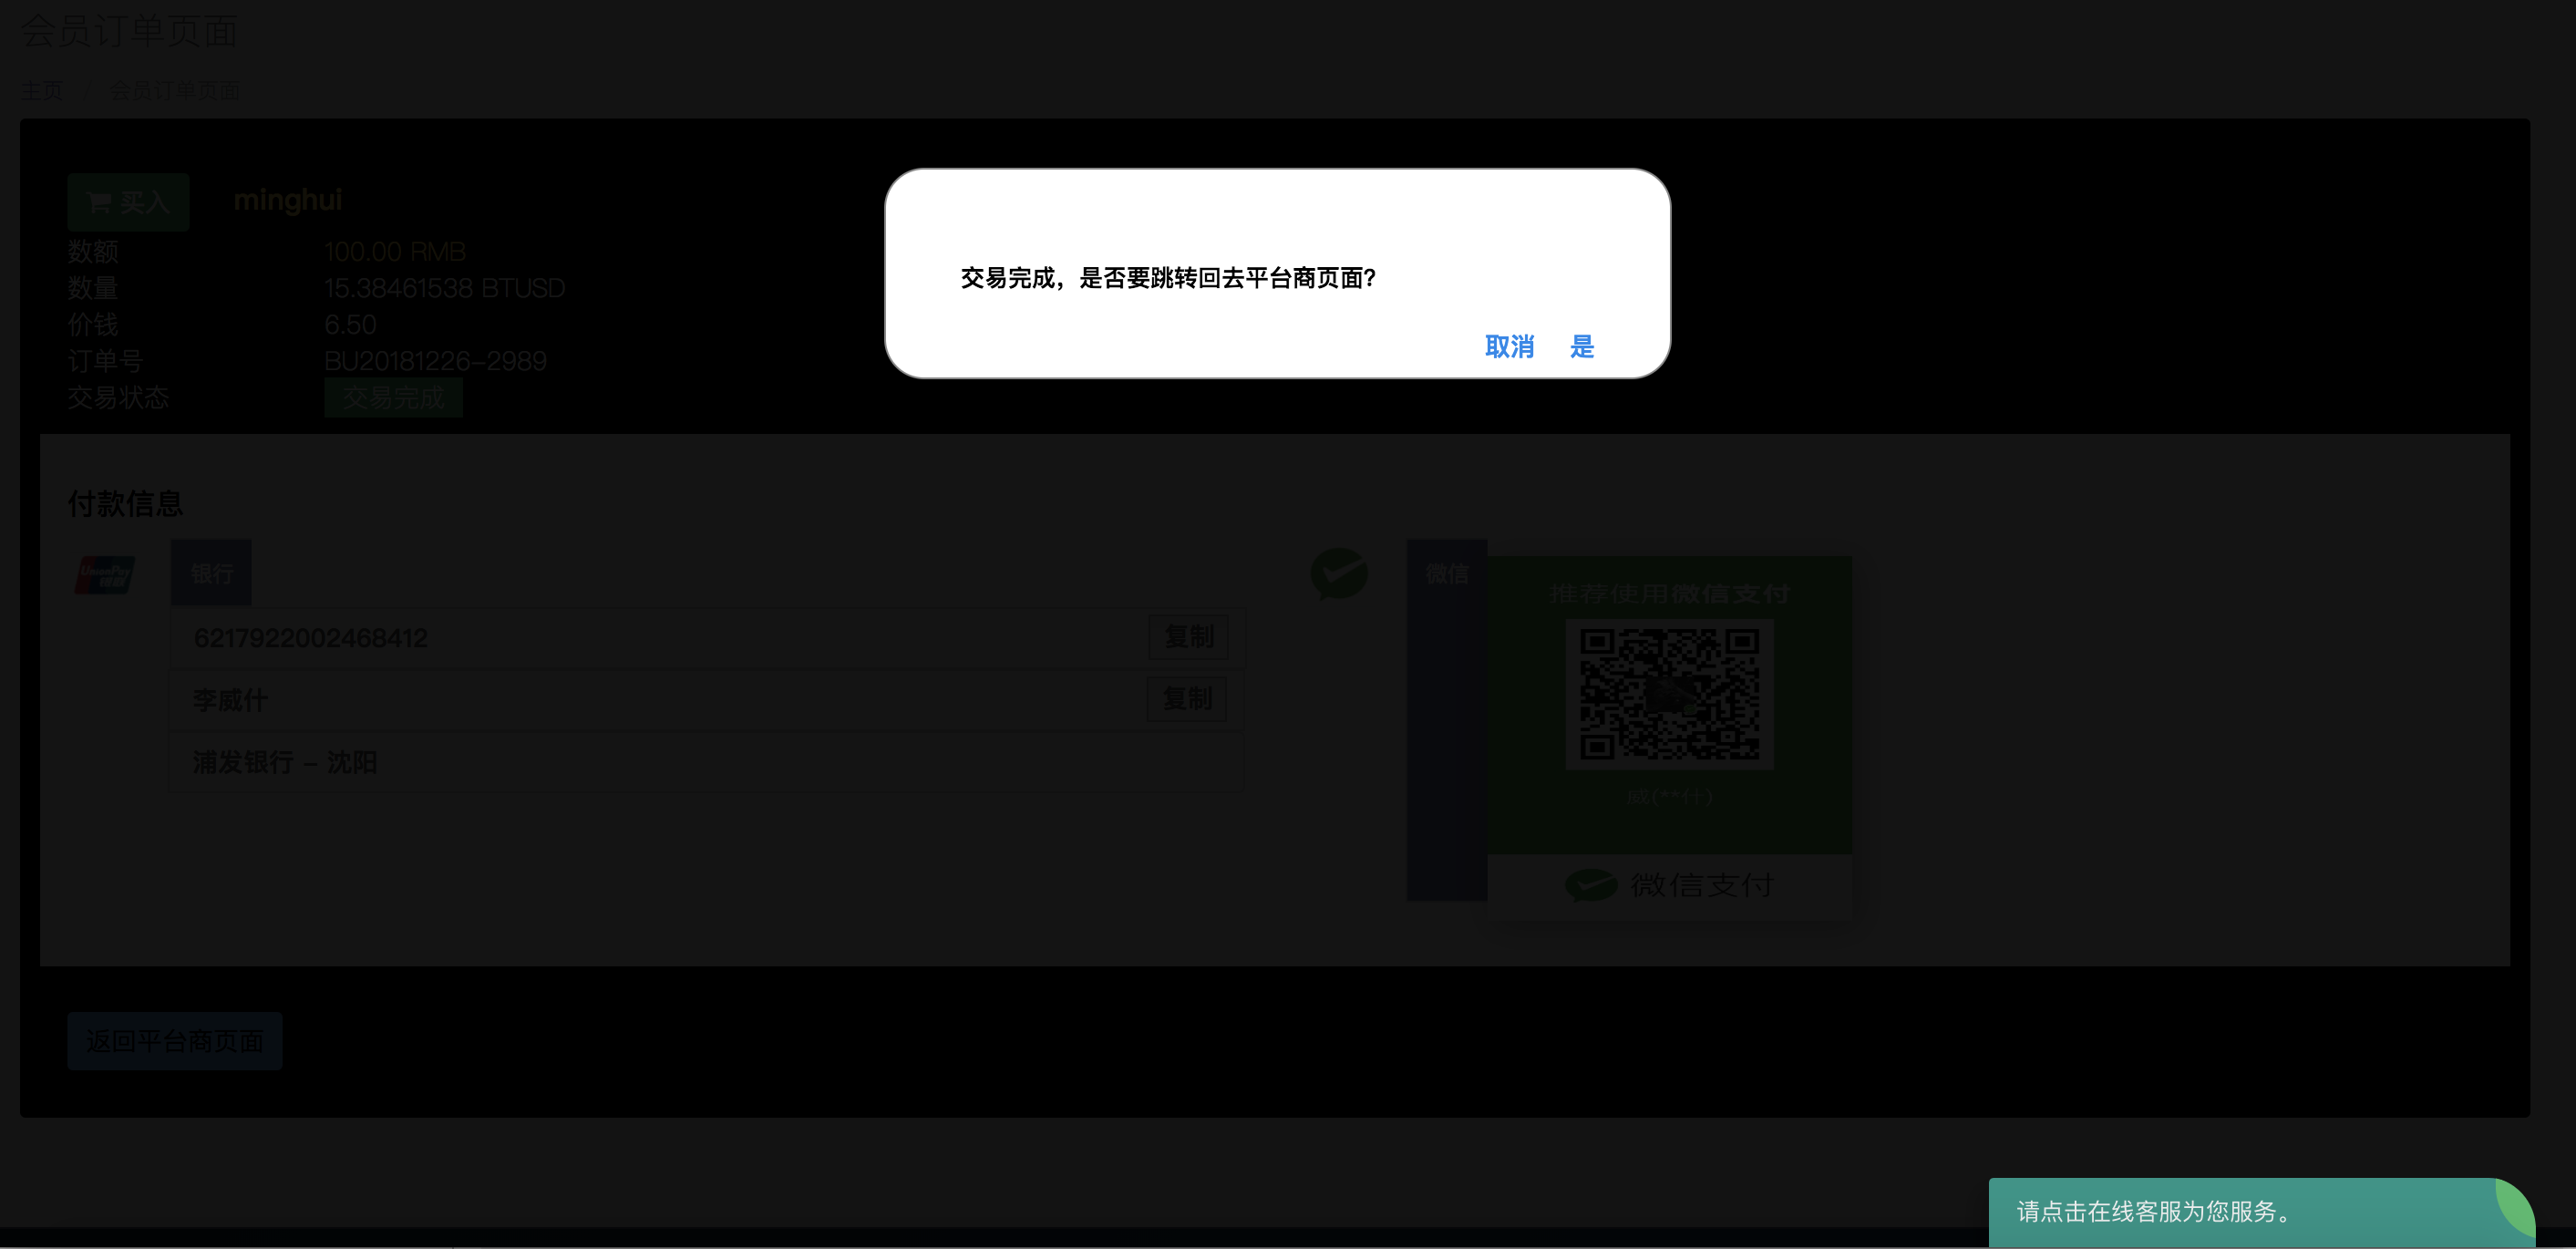 会员订单页面
主页 / 会员订单页面
买入 minghui
数额 100.00 RMB
数量 15.38461538 BTUSD
价钱 6.50
订单号 BU20181226-2989
交易状态 交易完成
交易完成，是否要跳转回去平台商页面?
取消 是
付款信息
UnionPay
银联
银行
6217922002468412 复制
李威什 复制
浦发银行 - 沈阳
微信
推荐使用微信支付
威(**什)
微信支付
返回平台商页面
请点击在线客服为您服务。